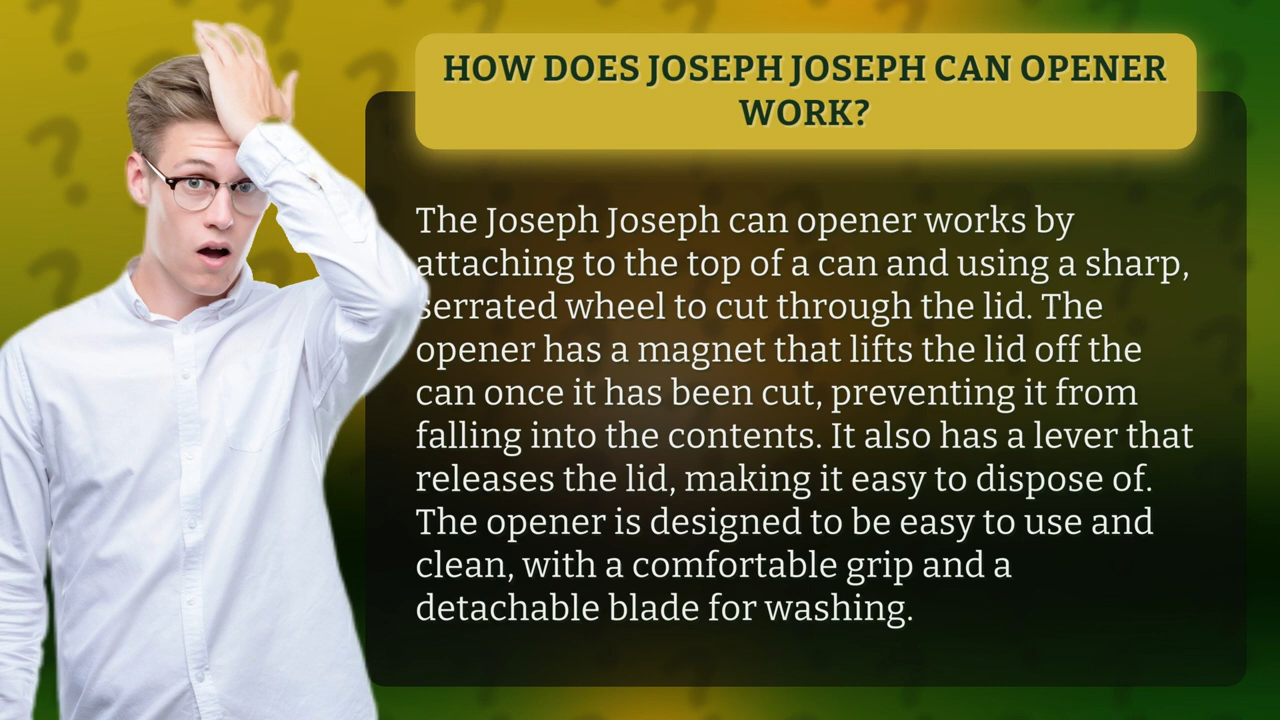 HOW DOES JOSEPH JOSEPH CAN OPENER
WORK?
The Joseph Joseph can opener works by
attaching to the top of a can and using a sharp,
serrated wheel to cut through the lid. The
opener has a magnet that lifts the lid off the
can once it has been cut, preventing it from
falling into the contents. It also has a lever that
releases the lid, making it easy to dispose of.
The opener is designed to be easy to use and
clean, with a comfortable grip and a
detachable blade for washing.